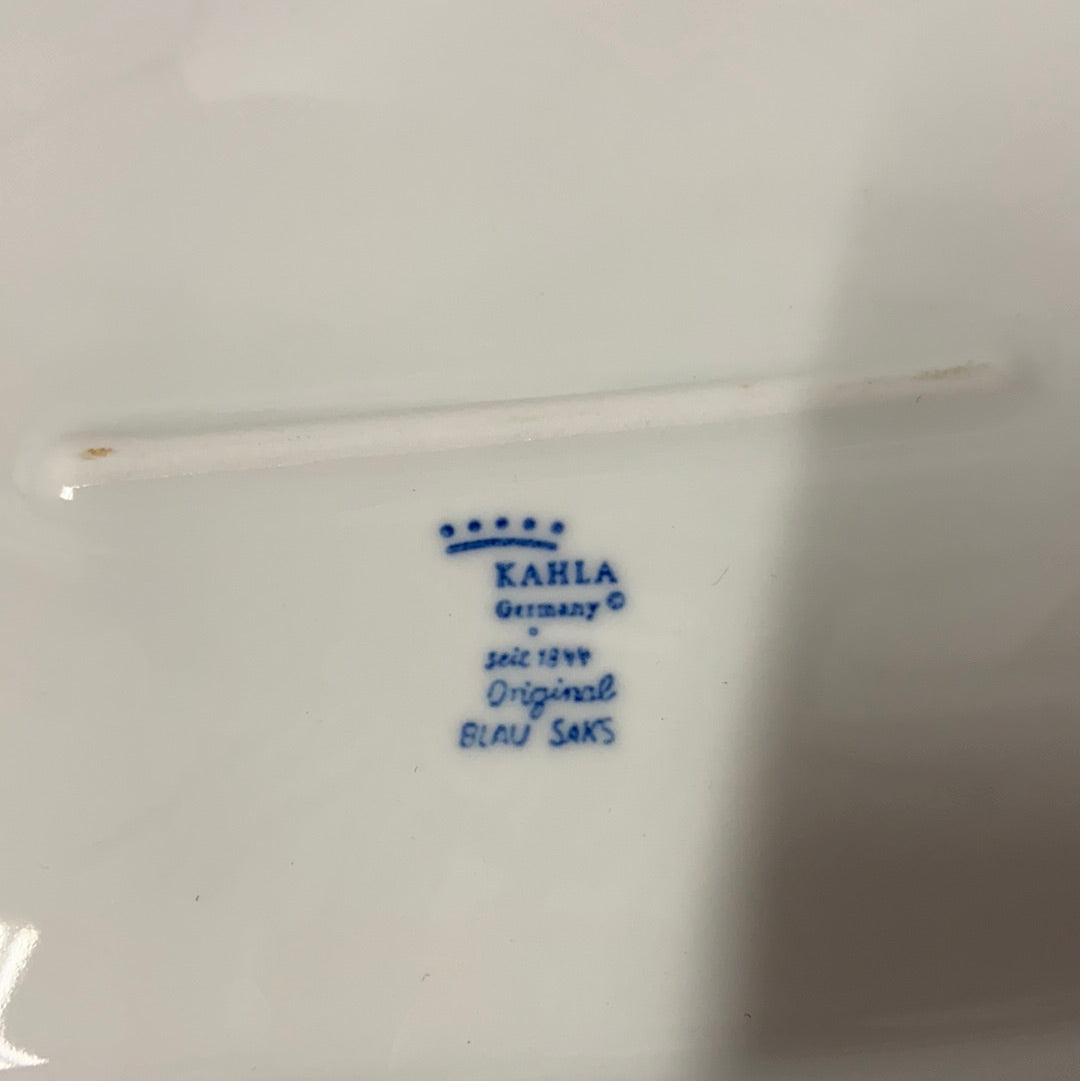 KAHLA
Germany ©
seit 1844
Original
BLAU SAKS